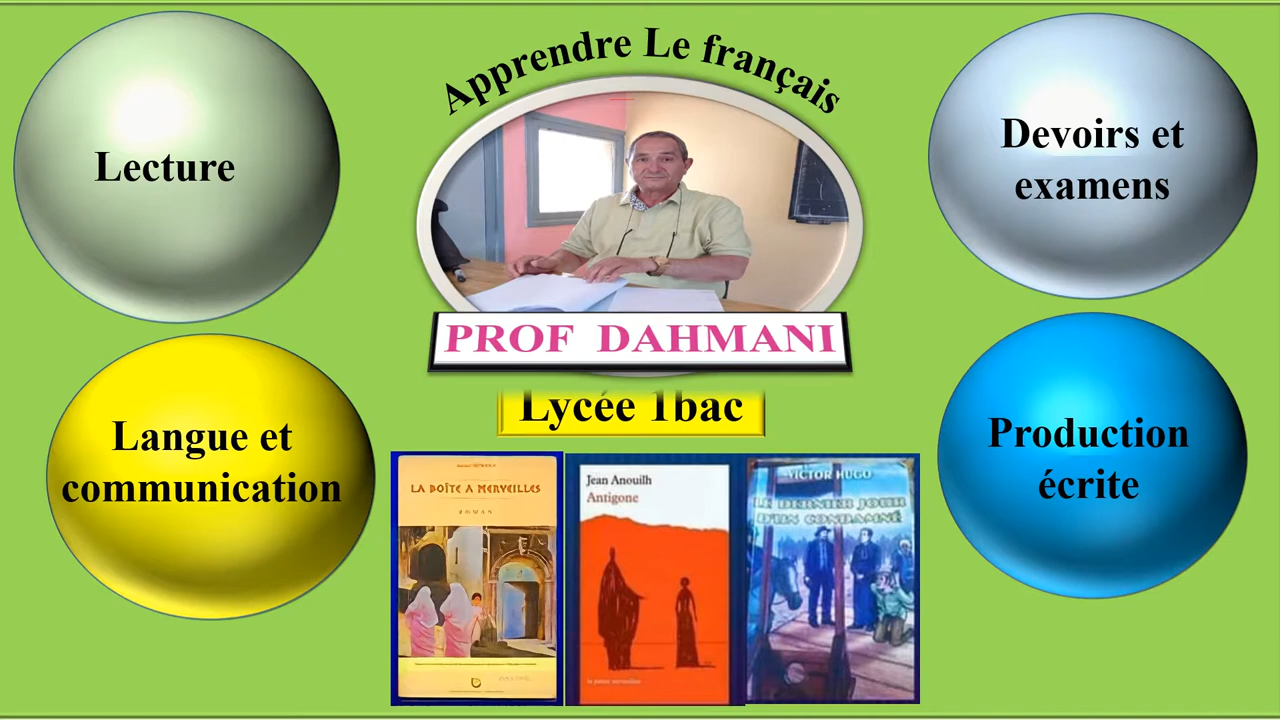 Apprendre Le français
Lecture
Devoirs et
examens
PROF DAHMANI
Lycée 1bac
Langue et
communication
Production
écrite
LA BOÎTE A MERVEILLES
ROMAN
Jean Anouilh
Antigone
VICTOR HUGO
LE DERNIER JOUR
D'UN CONDAMNÉ